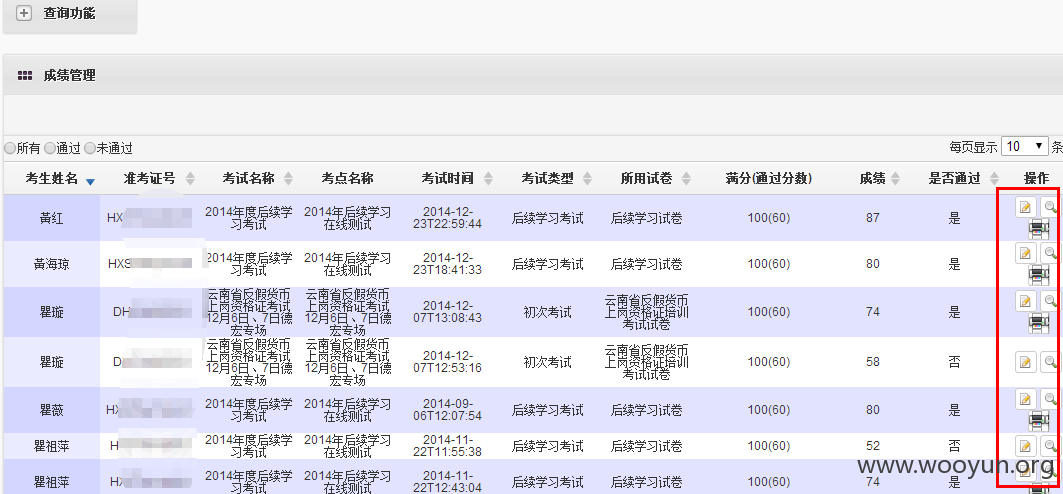 查询功能
成绩管理
所有 通过 未通过 每页显示 10 条
考生姓名 准考证号 考试名称 考点名称 考试时间 考试类型 所用试卷 满分(通过分数) 成绩 是否通过 操作
黄红 HX 2014年度后续学习考试 2014年后续学习在线测试 2014-12-23T22:59:44 后续学习考试 后续学习试卷 100(60) 87 是
黄海琼 HXS 2014年度后续学习考试 2014年后续学习在线测试 2014-12-23T18:41:33 后续学习考试 后续学习试卷 100(60) 80 是
瞿璇 DH 云南省反假货币上岗资格证考试12月6日、7日德宏专场 云南省反假货币上岗资格证考试12月6日、7日德宏专场 2014-12-07T13:08:43 初次考试 云南省反假货币上岗资格证培训考试试卷 100(60) 74 是
瞿璇 D 云南省反假货币上岗资格证考试12月6日、7日德宏专场 云南省反假货币上岗资格证考试12月6日、7日德宏专场 2014-12-07T12:53:16 初次考试 云南省反假货币上岗资格证培训考试试卷 100(60) 58 否
瞿薇 HX 2014年度后续学习考试 2014年后续学习在线测试 2014-09-06T12:07:54 后续学习考试 后续学习试卷 100(60) 80 是
瞿祖萍 H 2014年度后续学习考试 2014年后续学习在线测试 2014-11-22T11:55:38 后续学习考试 后续学习试卷 100(60) 52 否
瞿祖萍 HX 2014年度后续学习考试 2014年后续学习在线测试 2014-11-22T12:43:04 后续学习考试 后续学习试卷 100(60) 74 是
www.wooyun.org